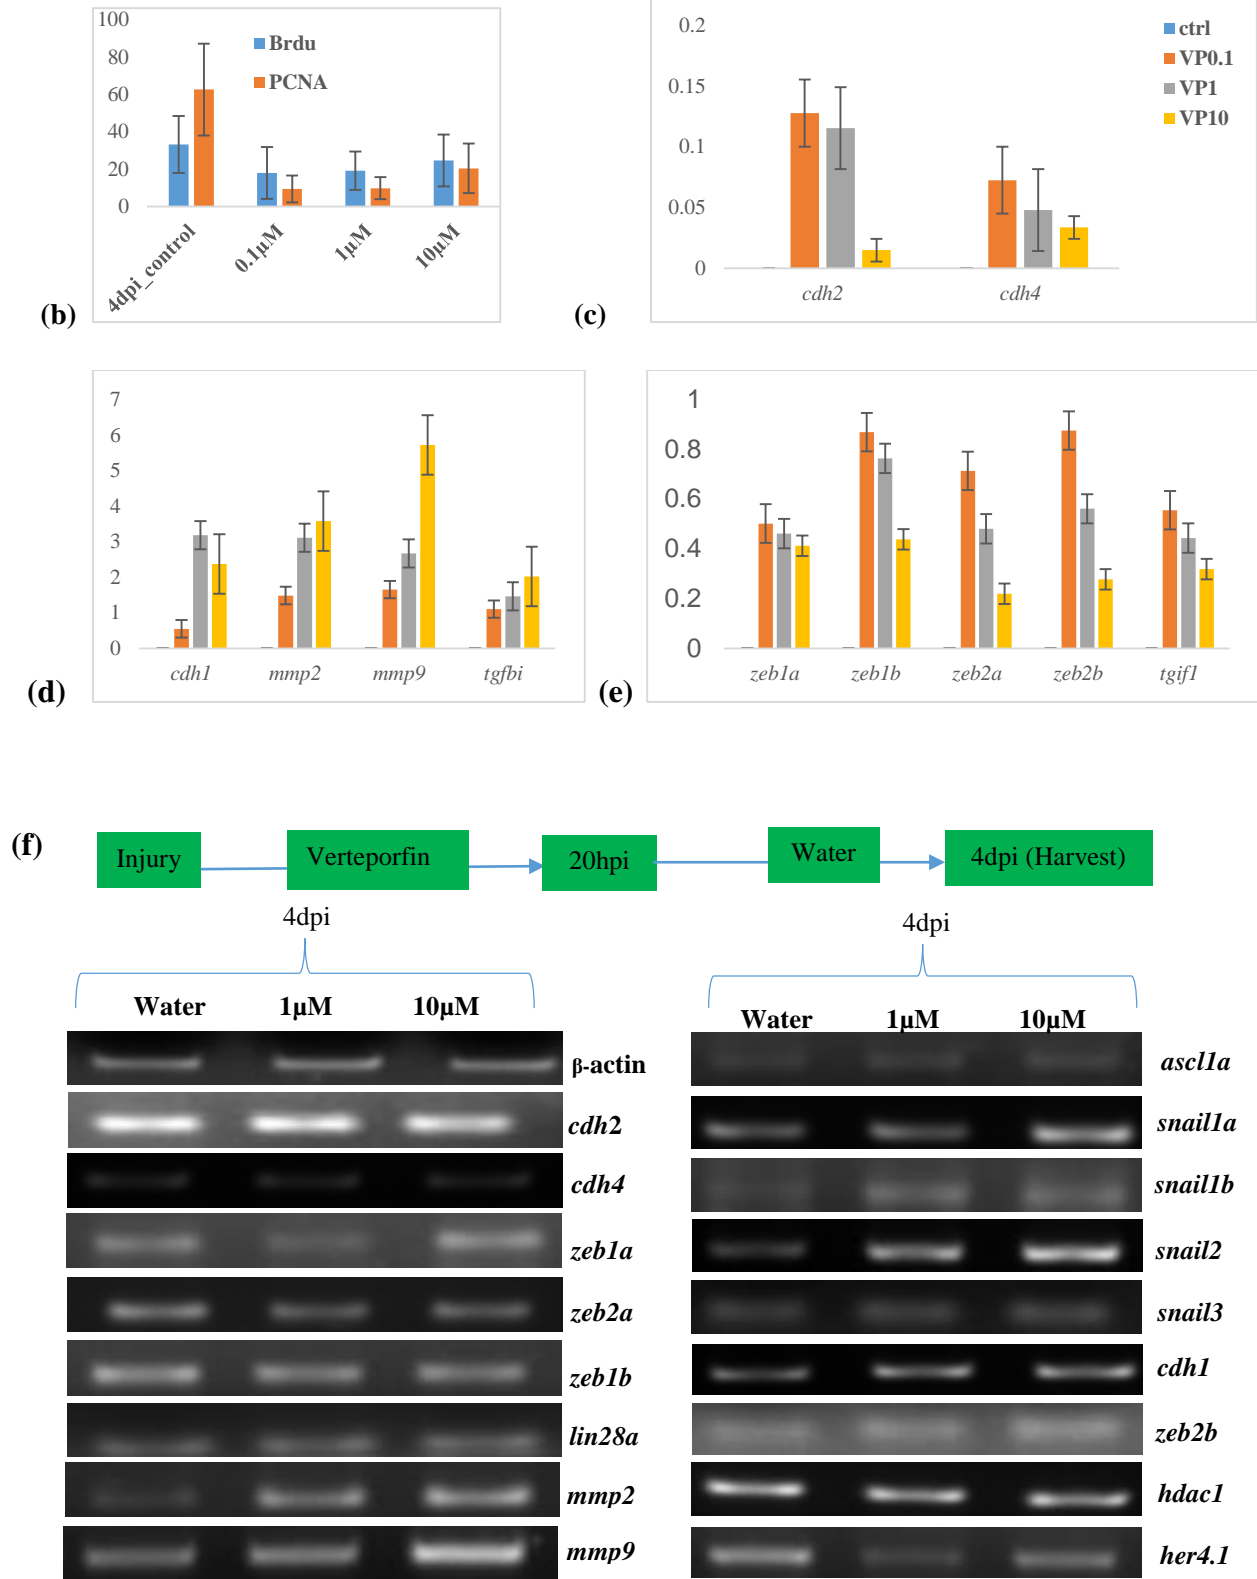 100
80
60
40
20
0
Brdu
PCNA
4dpi_control
0.1µM
1µM
10µM
(b)
0.2
0.15
0.1
0.05
0
ctrl
VP0.1
VP1
VP10
cdh2
cdh4
(c)
7
6
5
4
3
2
1
0
cdh1
mmp2
mmp9
tgfbi
(d)
1
0.8
0.6
0.4
0.2
0
zeb1a
zeb1b
zeb2a
zeb2b
tgif1
(e)
(f)
Injury
Verteporfin
20hpi
Water
4dpi (Harvest)
4dpi
Water 1µM 10µM
β-actin
cdh2
cdh4
zeb1a
zeb2a
zeb1b
lin28a
mmp2
mmp9
4dpi
Water 1µM 10µM
ascl1a
snail1a
snail1b
snail2
snail3
cdh1
zeb2b
hdac1
her4.1